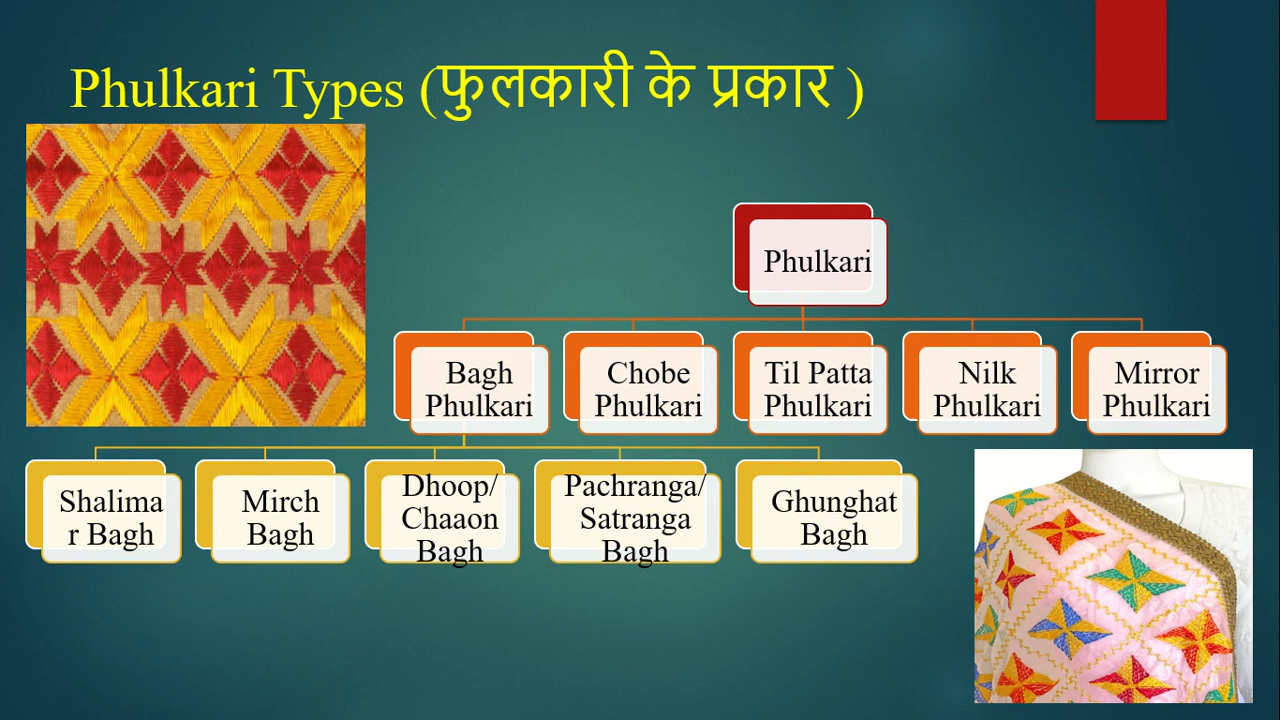 Phulkari Types (फुलकारी के प्रकार )
Phulkari
Bagh
Phulkari
Chobe
Phulkari
Til Patta
Phulkari
Nilk
Phulkari
Mirror
Phulkari
Shalima
r Bagh
Mirch
Bagh
Dhoop/
Chaaon
Bagh
Pachranga/
Satranga
Bagh
Ghunghat
Bagh